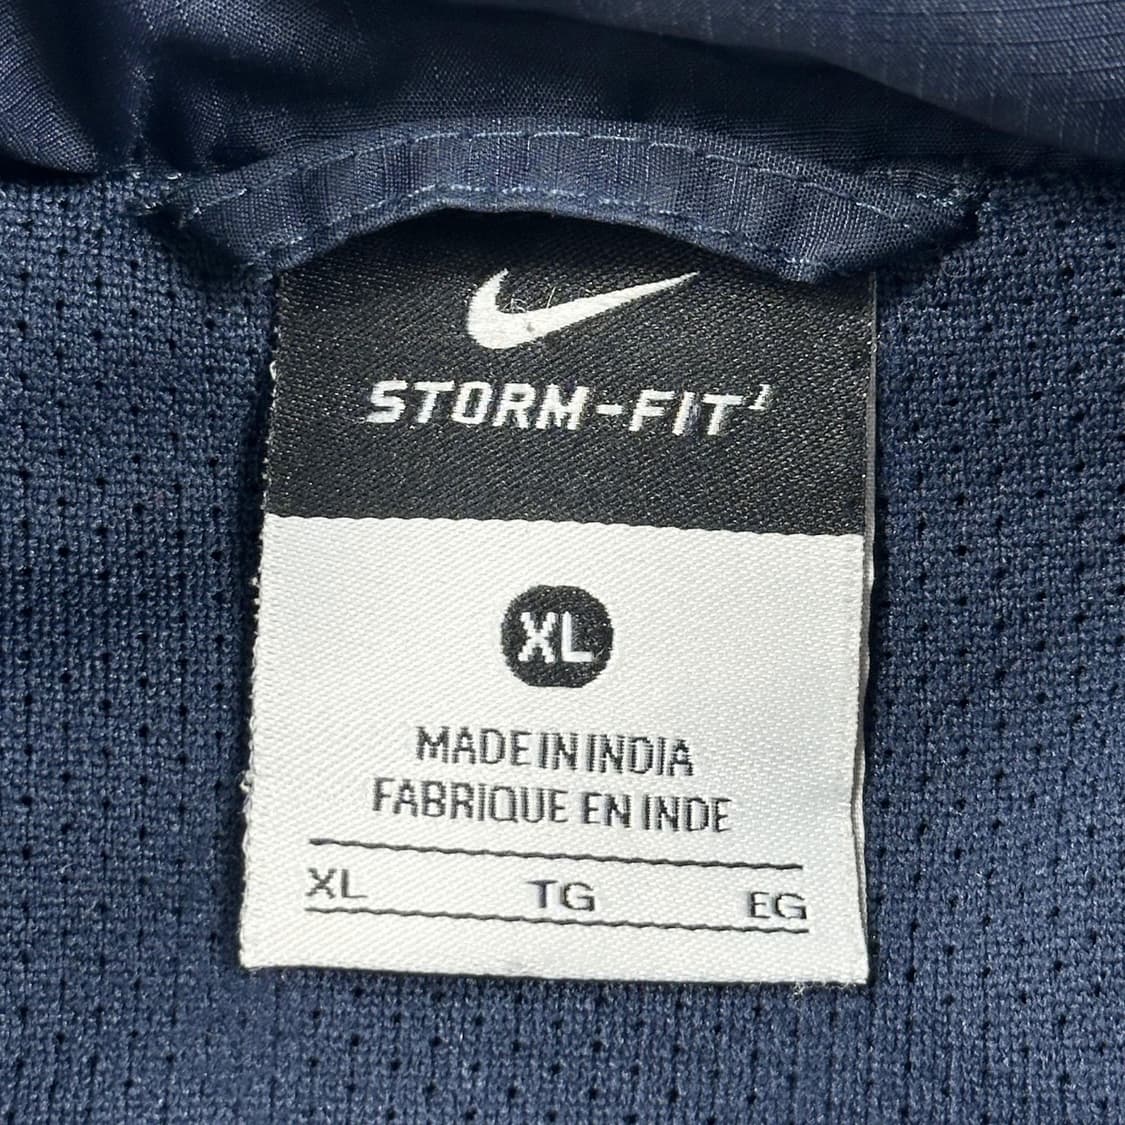 STORM-FIT¹
XL
MADE IN INDIA
FABRIQUE EN INDE
XL TG EG